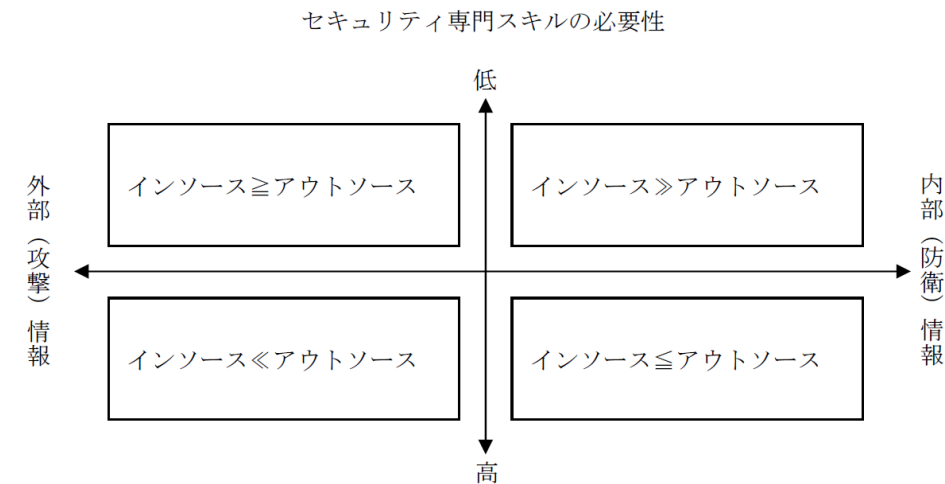 セキュリティ専門スキルの必要性
低
インソース≧アウトソース
インソース≫アウトソース
外部（攻撃）情報
内部（防衛）情報
インソース≪アウトソース
インソース≦アウトソース
高